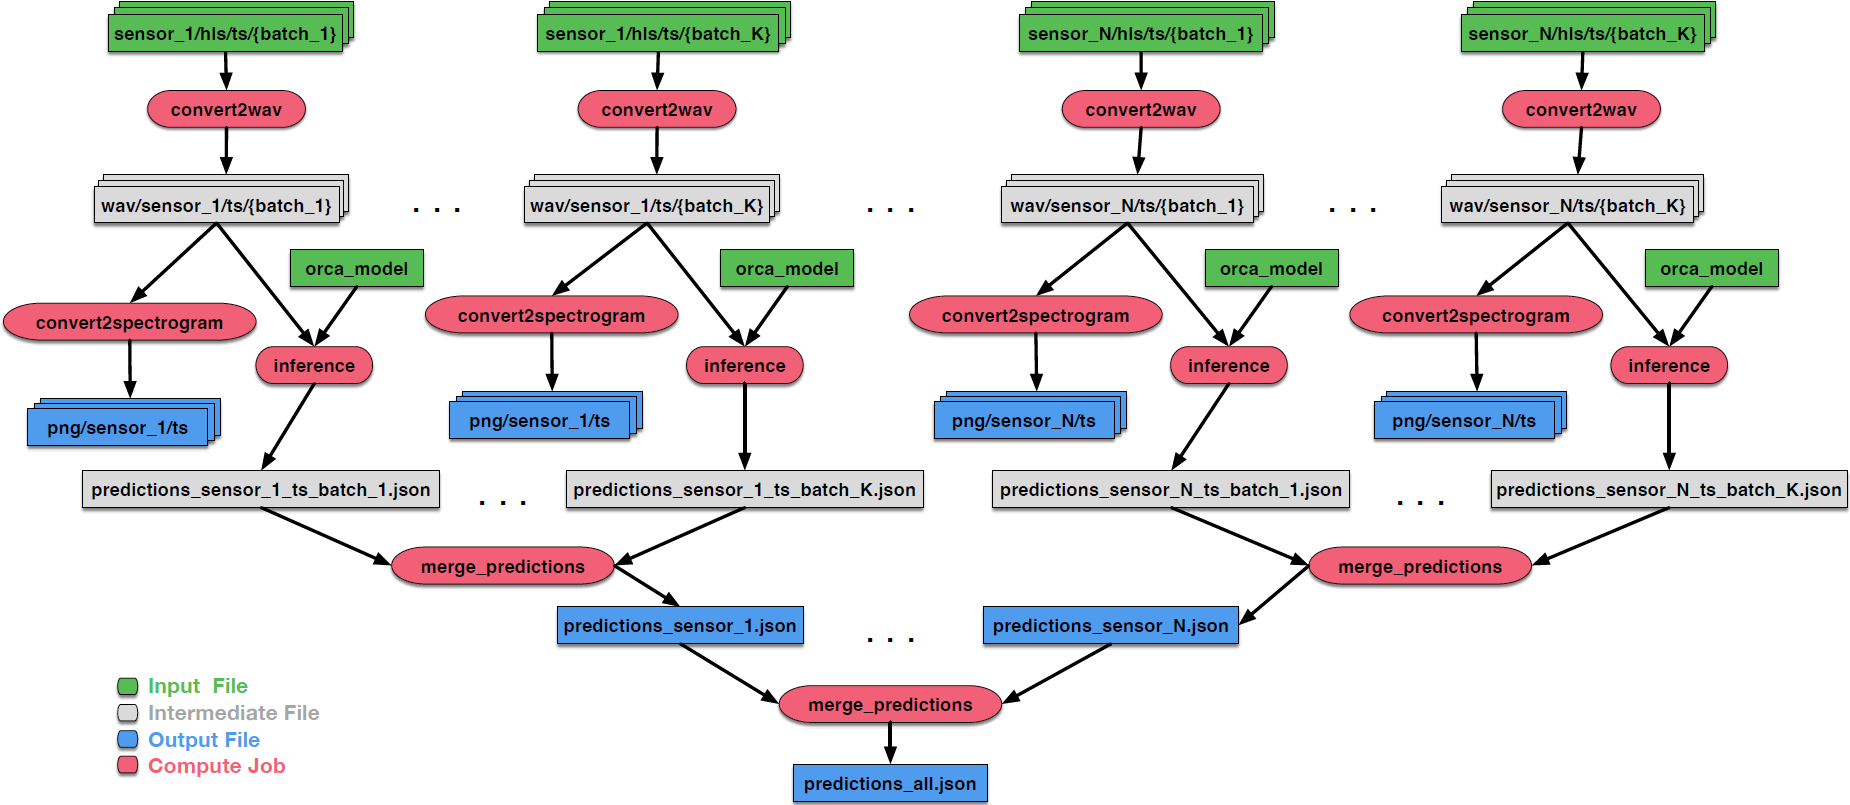 sensor_1/hls/ts/{batch_1}
sensor_1/hls/ts/{batch_K}
sensor_N/hls/ts/{batch_1}
sensor_N/hls/ts/{batch_K}
convert2wav
convert2wav
convert2wav
convert2wav
wav/sensor_1/ts/{batch_1}
. . .
wav/sensor_1/ts/{batch_K}
. . .
wav/sensor_N/ts/{batch_1}
. . .
wav/sensor_N/ts/{batch_K}
orca_model
orca_model
orca_model
orca_model
convert2spectrogram
convert2spectrogram
convert2spectrogram
convert2spectrogram
inference
inference
inference
inference
png/sensor_1/ts
png/sensor_1/ts
png/sensor_N/ts
png/sensor_N/ts
predictions_sensor_1_ts_batch_1.json
. . .
predictions_sensor_1_ts_batch_K.json
predictions_sensor_N_ts_batch_1.json
. . .
predictions_sensor_N_ts_batch_K.json
merge_predictions
merge_predictions
predictions_sensor_1.json
. . .
predictions_sensor_N.json
merge_predictions
predictions_all.json
Input File
Intermediate File
Output File
Compute Job